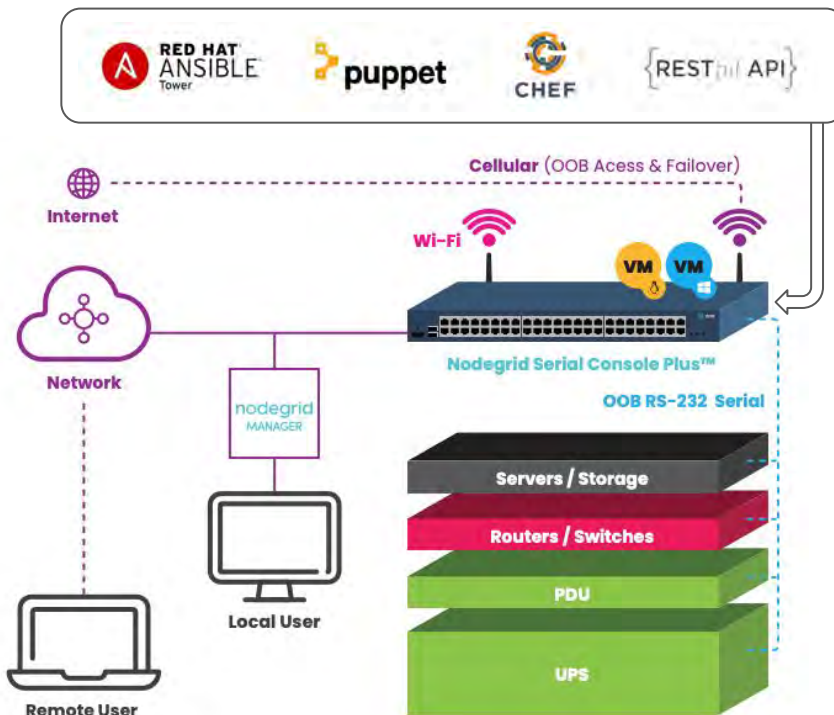 RED HAT
ANSIBLE
Tower
puppet
CHEF
{REST API}
Cellular (OOB Acess & Failover)
Internet
Wi-Fi
VM VM
Nodegrid Serial Console Plus™
Network
nodegrid
MANAGER
OOB RS-232 Serial
Servers / Storage
Routers / Switches
PDU
Local User
UPS
Remote User